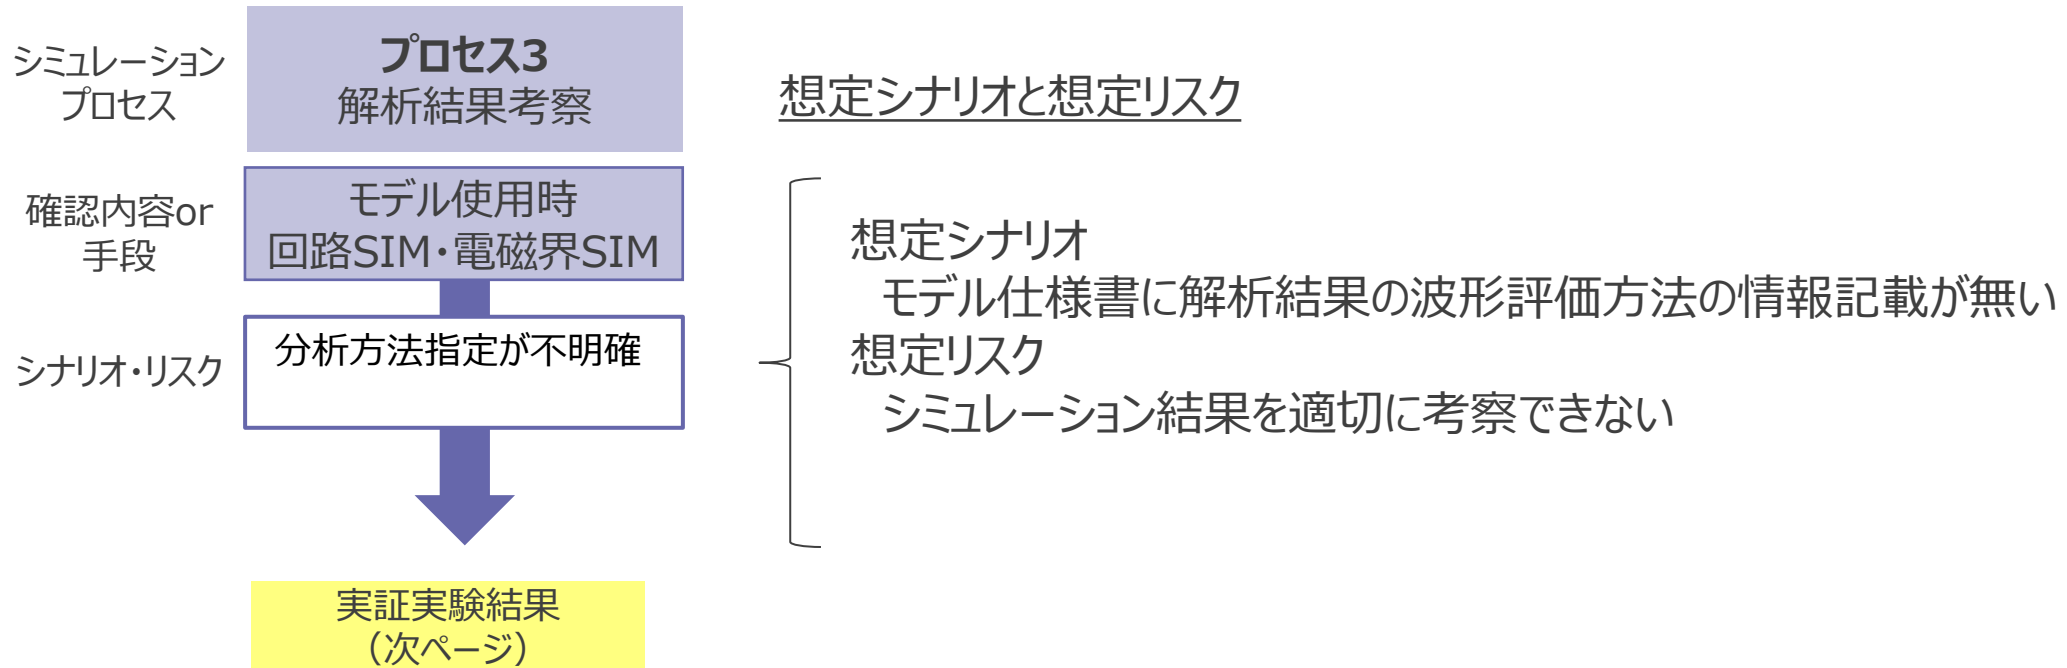 シミュレーション
プロセス
プロセス3
解析結果考察
想定シナリオと想定リスク
確認内容or
手段
モデル使用時
回路SIM・電磁界SIM
シナリオ・リスク
分析方法指定が不明確
想定シナリオ
モデル仕様書に解析結果の波形評価方法の情報記載が無い
想定リスク
シミュレーション結果を適切に考察できない
実証実験結果
（次ページ）